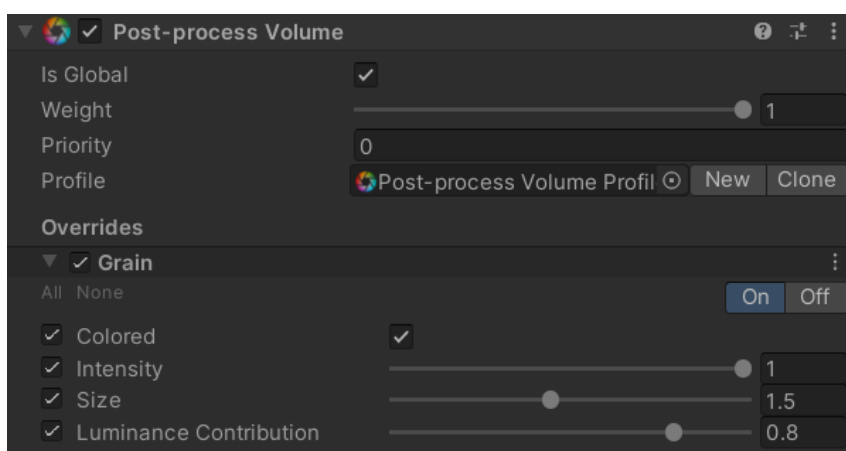 Post-process Volume
Is Global
Weight 1
Priority 0
Profile Post-process Volume Profil New Clone
Overrides
Grain
All None On Off
Colored
Intensity 1
Size 1.5
Luminance Contribution 0.8